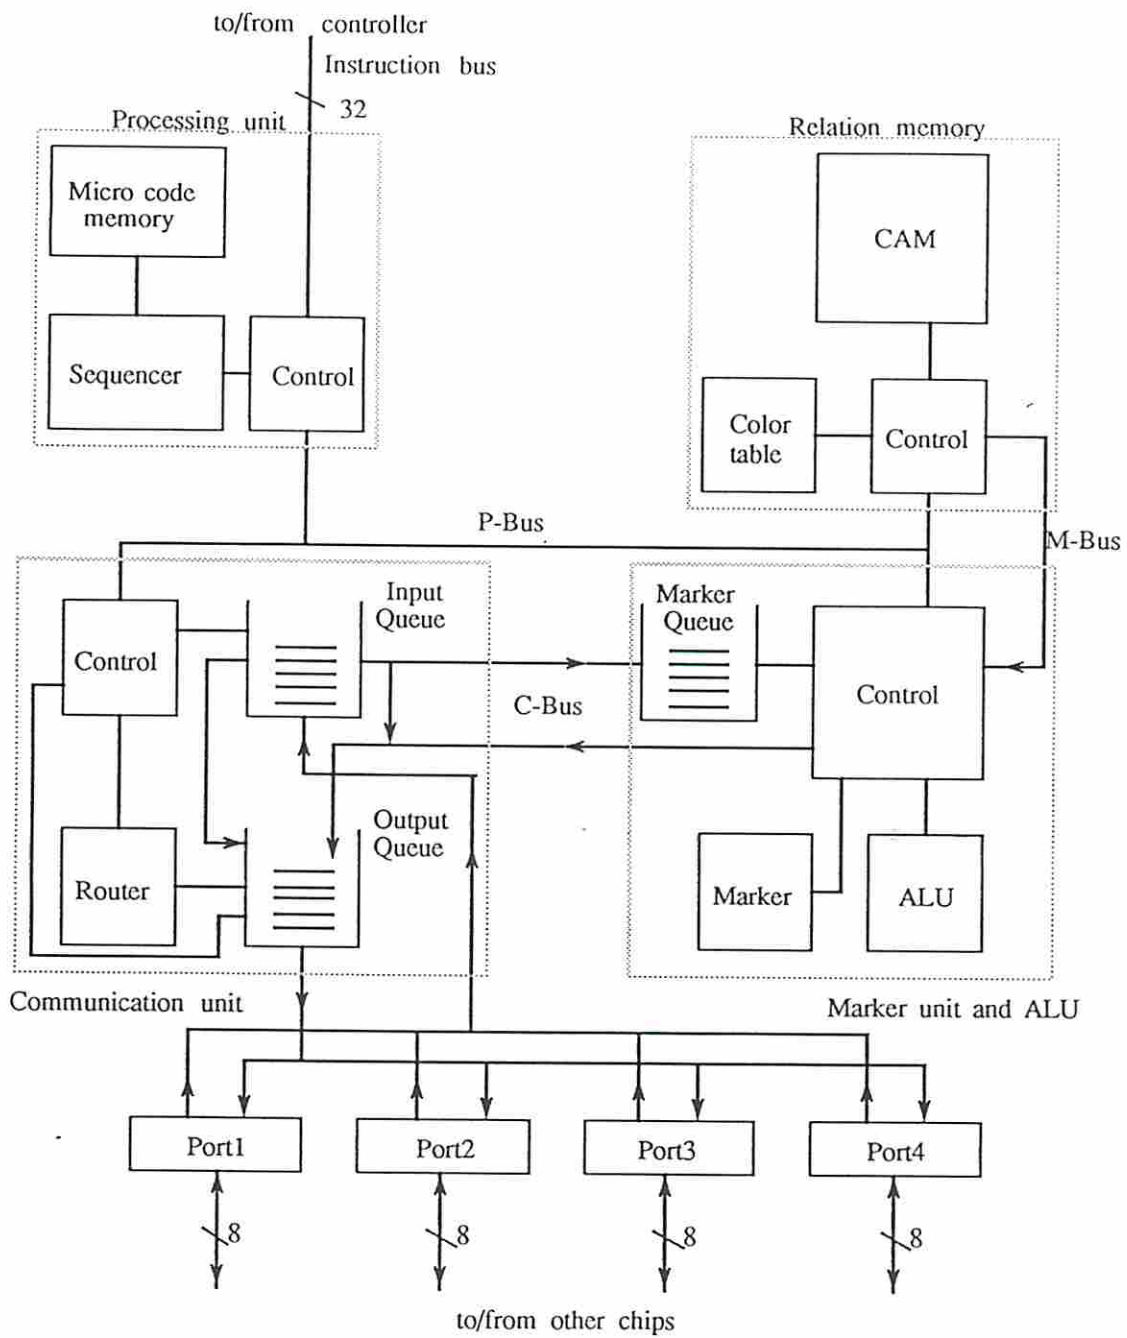 to/from controller
Instruction bus
32
Processing unit
Relation memory
Micro code
memory
CAM
Sequencer
Control
Color
table
Control
P-Bus
M-Bus
Input
Queue
Marker
Queue
Control
Control
C-Bus
Output
Queue
Router
Marker
ALU
Communication unit
Marker unit and ALU
Port1
Port2
Port3
Port4
8
8
8
8
to/from other chips